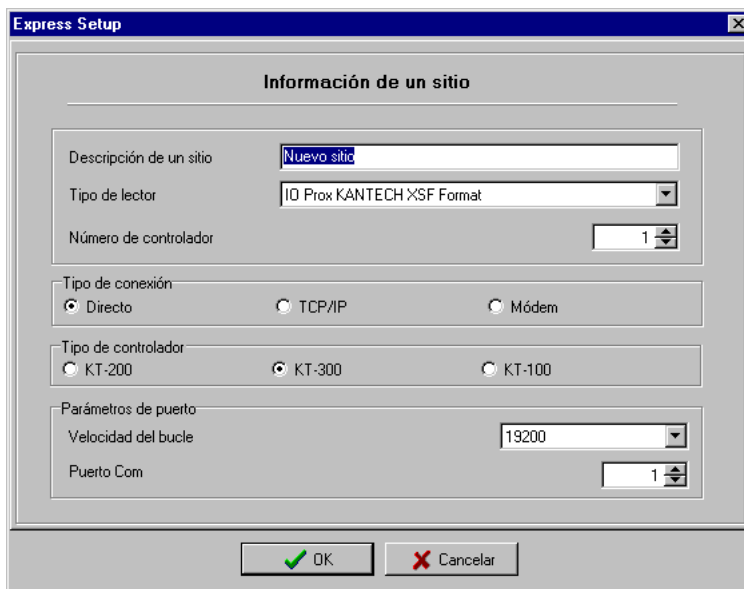 Express Setup
Información de un sitio
Descripción de un sitio Nuevo sitio
Tipo de lector IO Prox KANTECH XSF Format
Número de controlador 1
Tipo de conexión
Directo TCP/IP Módem
Tipo de controlador
KT-200 KT-300 KT-100
Parámetros de puerto
Velocidad del bucle 19200
Puerto Com 1
OK Cancelar